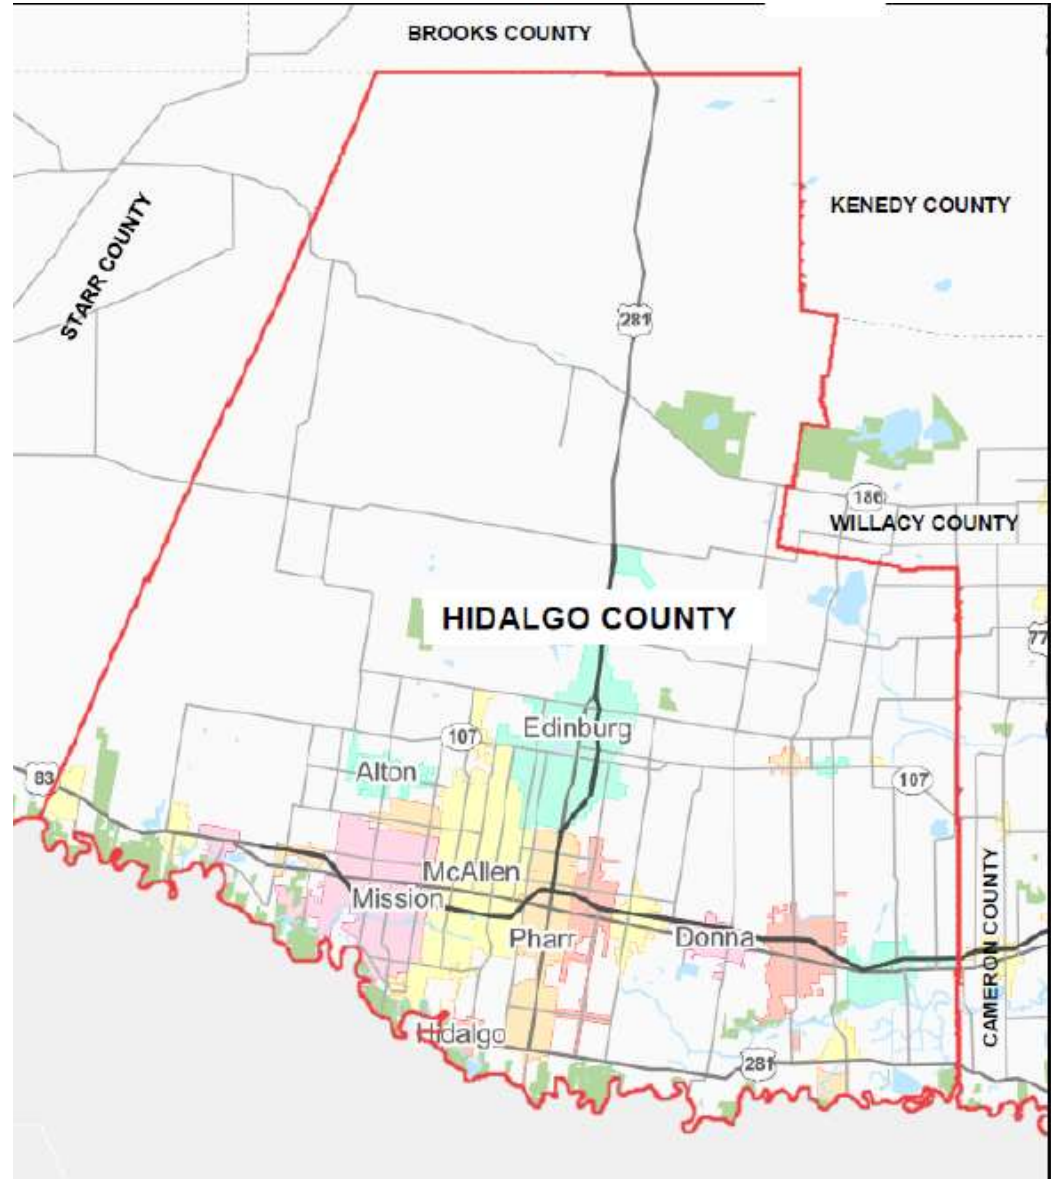 BROOKS COUNTY
KENEDY COUNTY
STARR COUNTY
281
186
WILLACY COUNTY
HIDALGO COUNTY
77
Edinburg
107
Alton
83
107
McAllen
Mission
Pharr
Donna
CAMERON COUNTY
Hidalgo
281